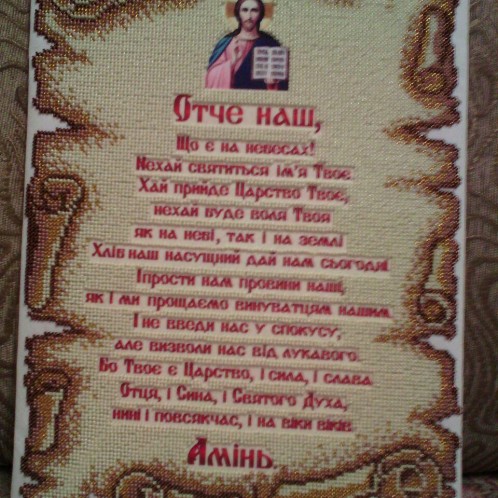 Отче наш,
Що є на небесах!
Нехай святиться ім'я Твоє.
Хай прийде Царство Твоє,
нехай буде воля Твоя
як на небі, так і на землі
Хліб наш насущний дай нам сьогодні.
І прости нам провини наші,
як і ми прощаємо винуватцям нашим.
І не введи нас у спокусу,
але визволи нас від лукавого.
Бо Твоє є Царство, і сила, і слава
Отця, і Сина, і Святого Духа,
нині і повсякчас, і на віки віків.
Амінь.